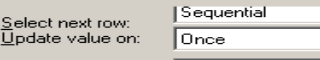 Select next row: Sequential
Update value on: Once